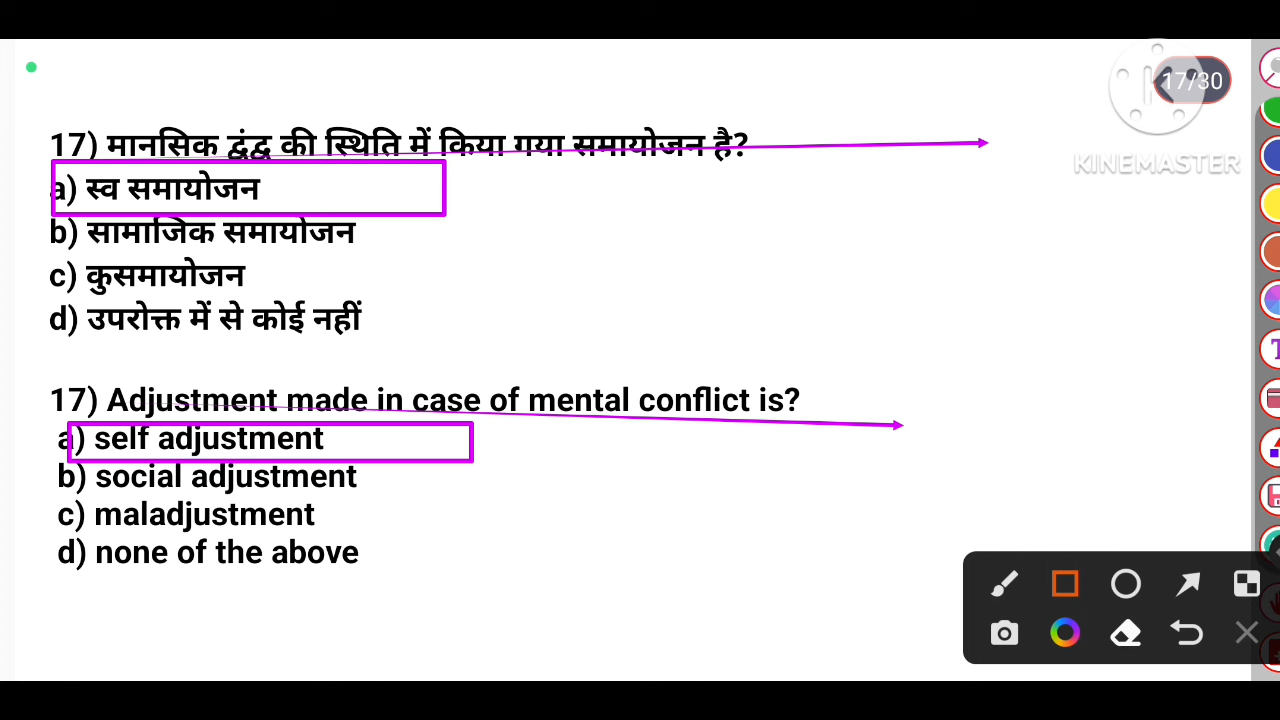 17/30
KINEMASTER
17) मानसिक द्वंद्व की स्थिति में किया गया समायोजन है?
a) स्व समायोजन
b) सामाजिक समायोजन
c) कुसमायोजन
d) उपरोक्त में से कोई नहीं
17) Adjustment made in case of mental conflict is?
a) self adjustment
b) social adjustment
c) maladjustment
d) none of the above